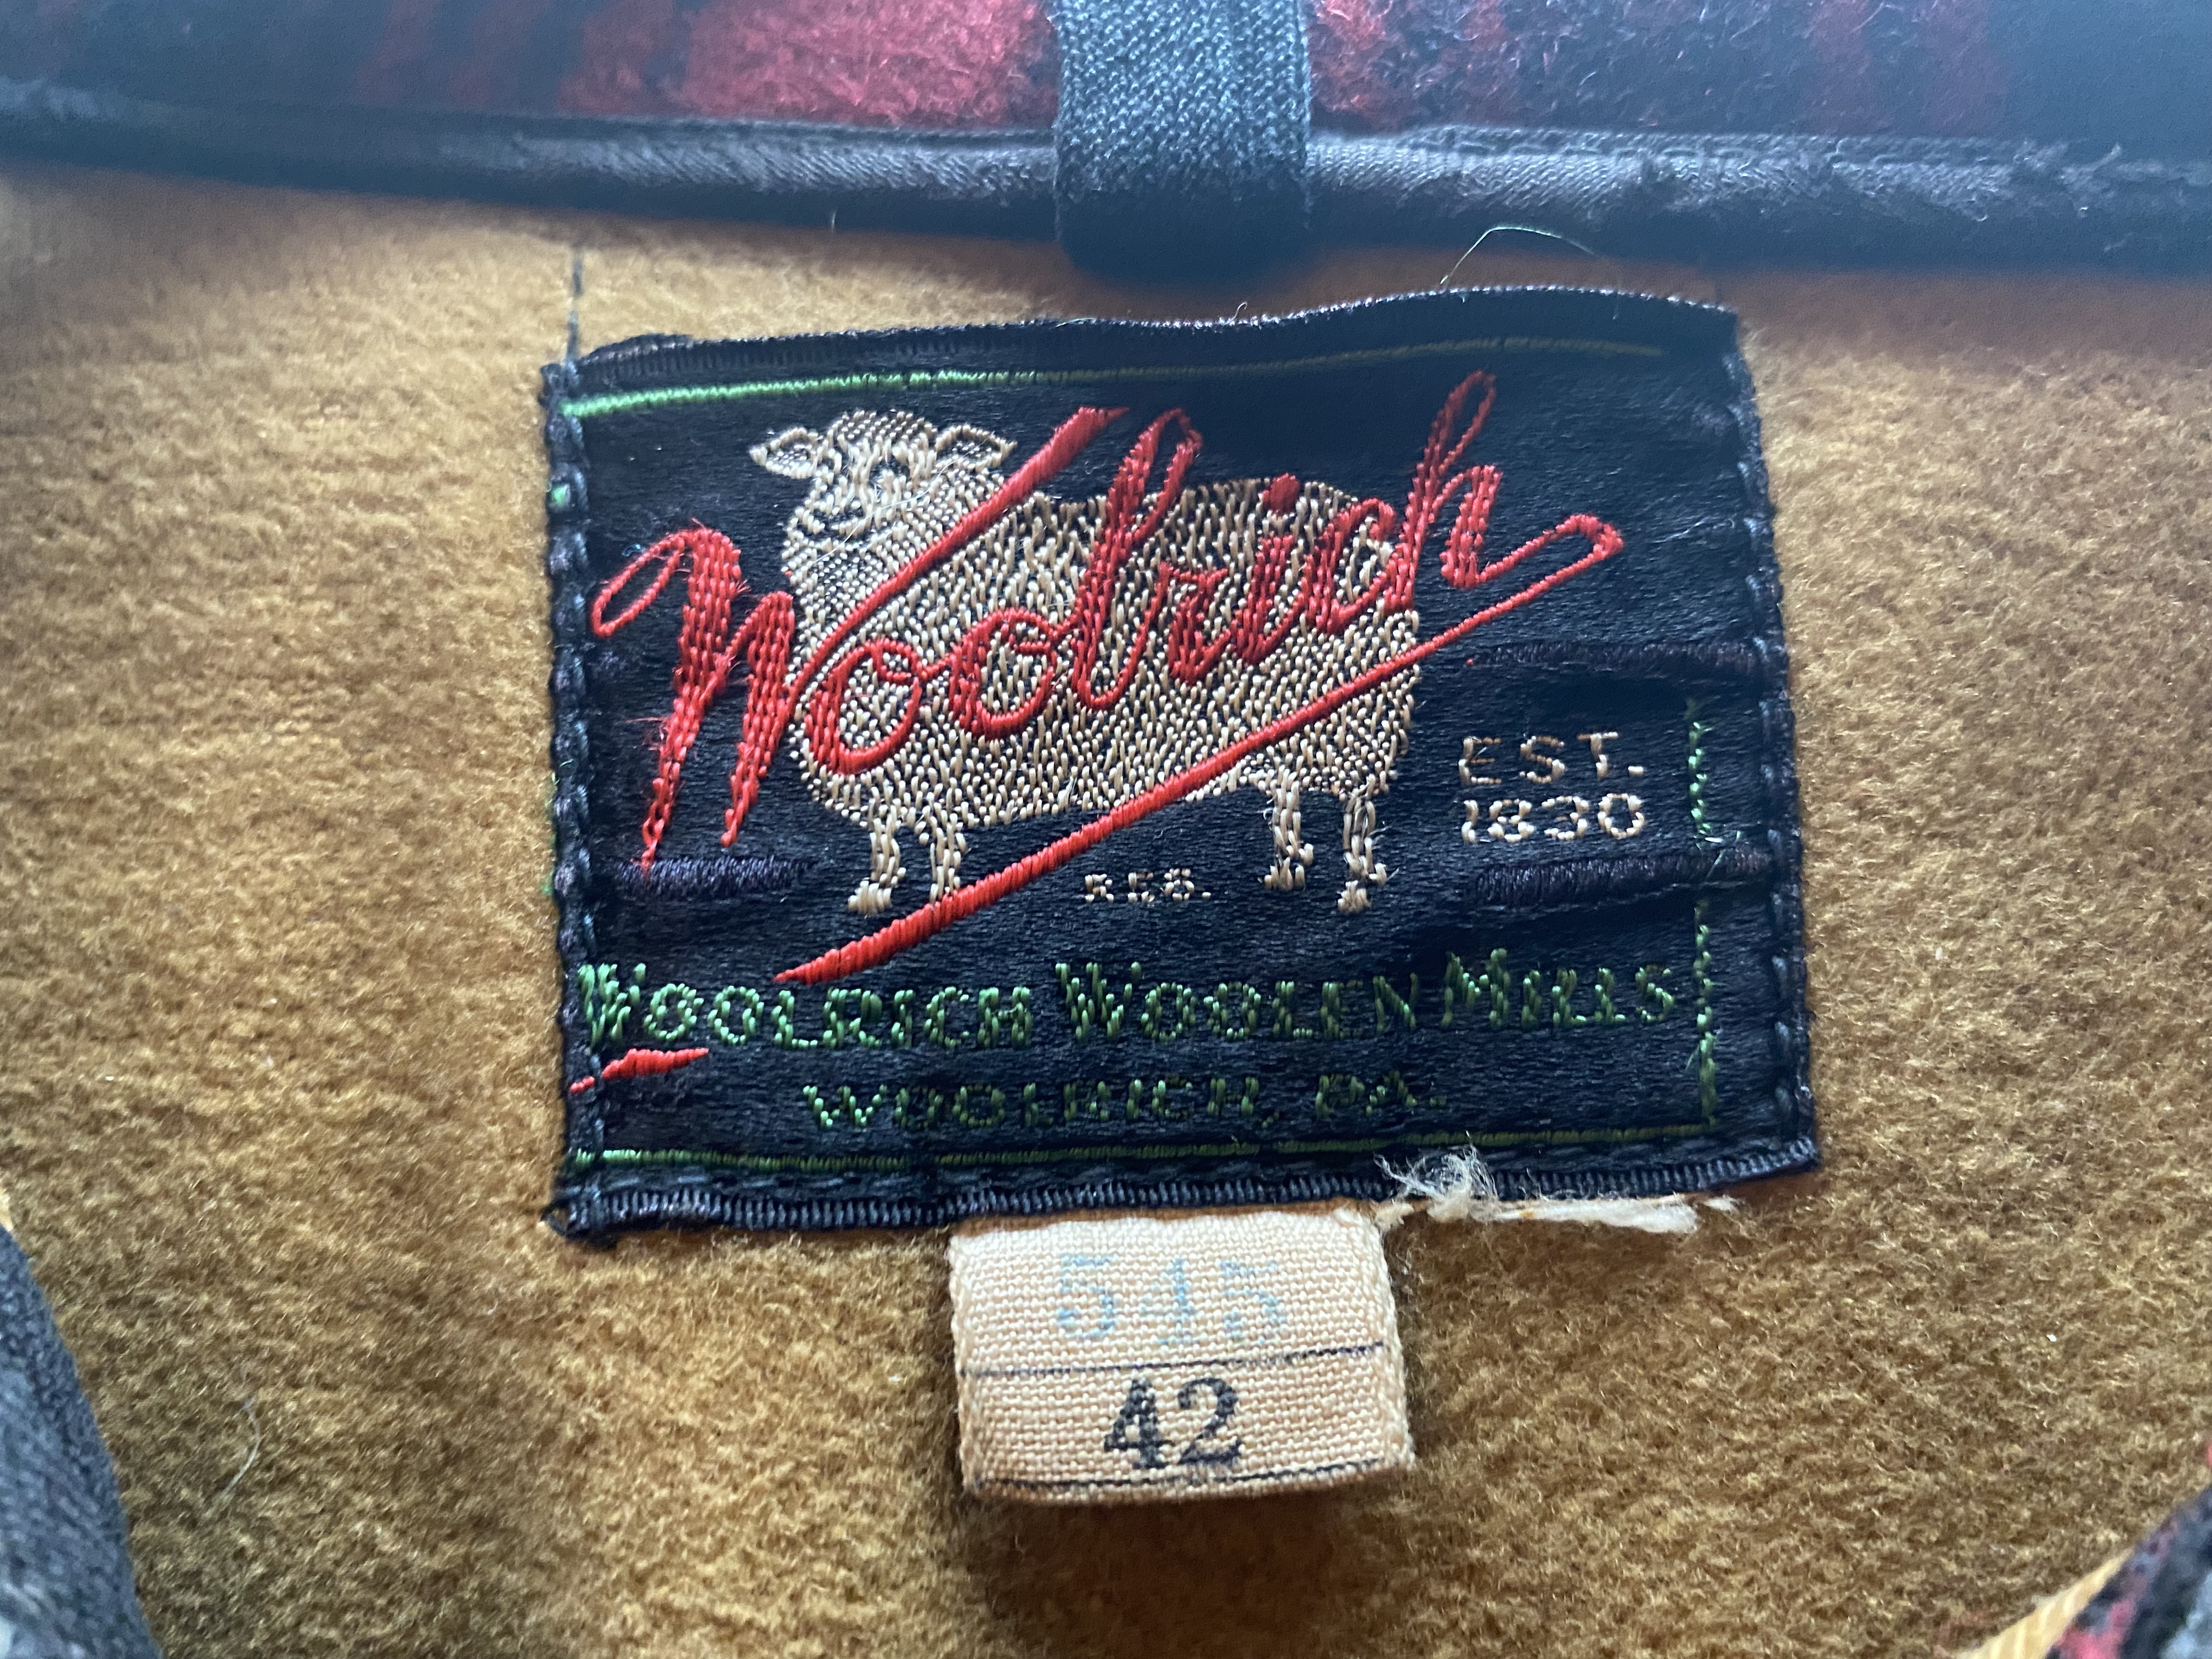 Woolrich
EST.
1830
REG.
WOOLRICH WOOLEN MILLS
WOOLRICH, PA.
545
42